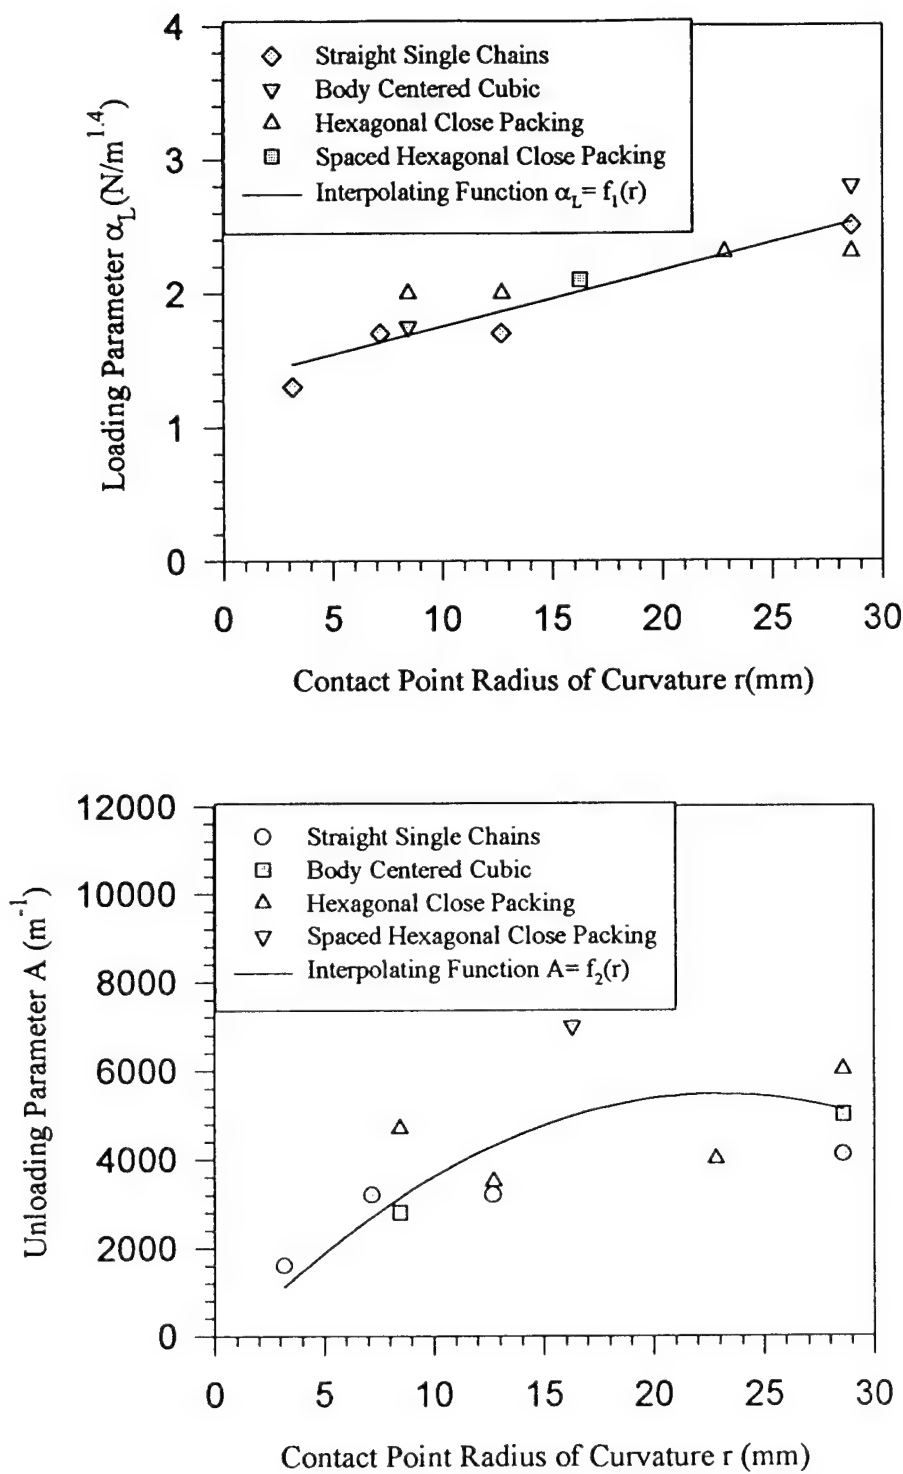 4
3
2
1
0
Loading Parameter α_L(N/m^1.4)
Straight Single Chains
Body Centered Cubic
Hexagonal Close Packing
Spaced Hexagonal Close Packing
Interpolating Function α_L= f_1(r)
0 5 10 15 20 25 30
Contact Point Radius of Curvature r(mm)
12000
10000
8000
6000
4000
2000
0
Unloading Parameter A (m^-1)
Straight Single Chains
Body Centered Cubic
Hexagonal Close Packing
Spaced Hexagonal Close Packing
Interpolating Function A= f_2(r)
0 5 10 15 20 25 30
Contact Point Radius of Curvature r (mm)